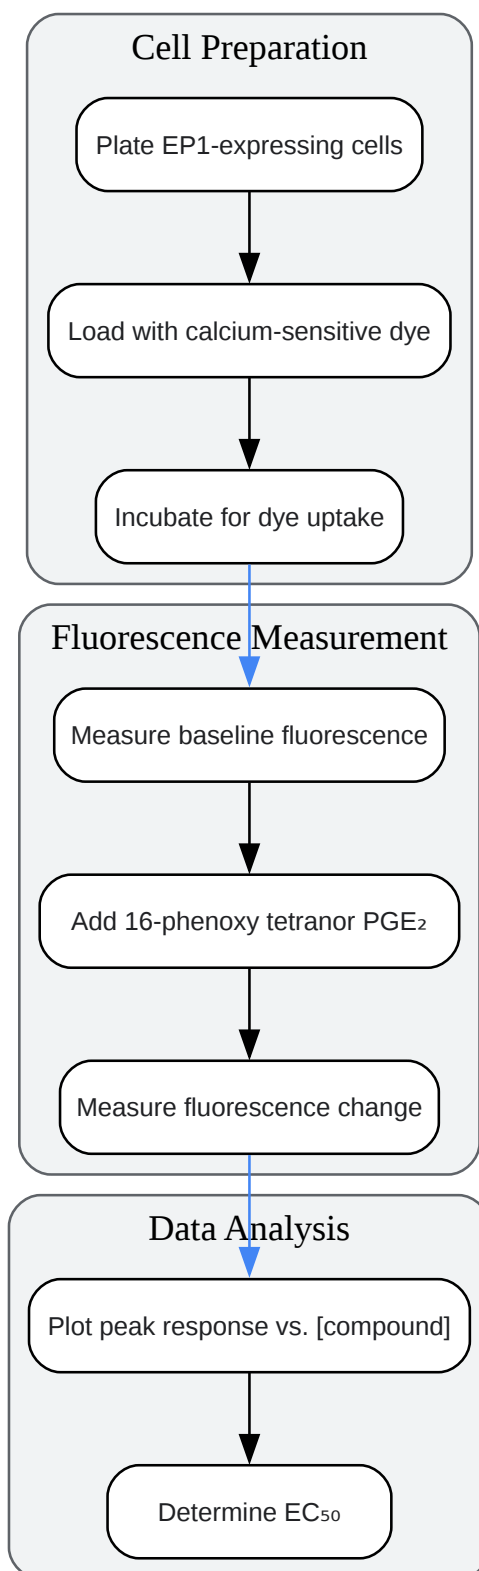 Cell Preparation
Plate EP1-expressing cells
Load with calcium-sensitive dye
Incubate for dye uptake
Fluorescence Measurement
Measure baseline fluorescence
Add 16-phenoxy tetranor PGE₂
Measure fluorescence change
Data Analysis
Plot peak response vs. [compound]
Determine EC₅₀